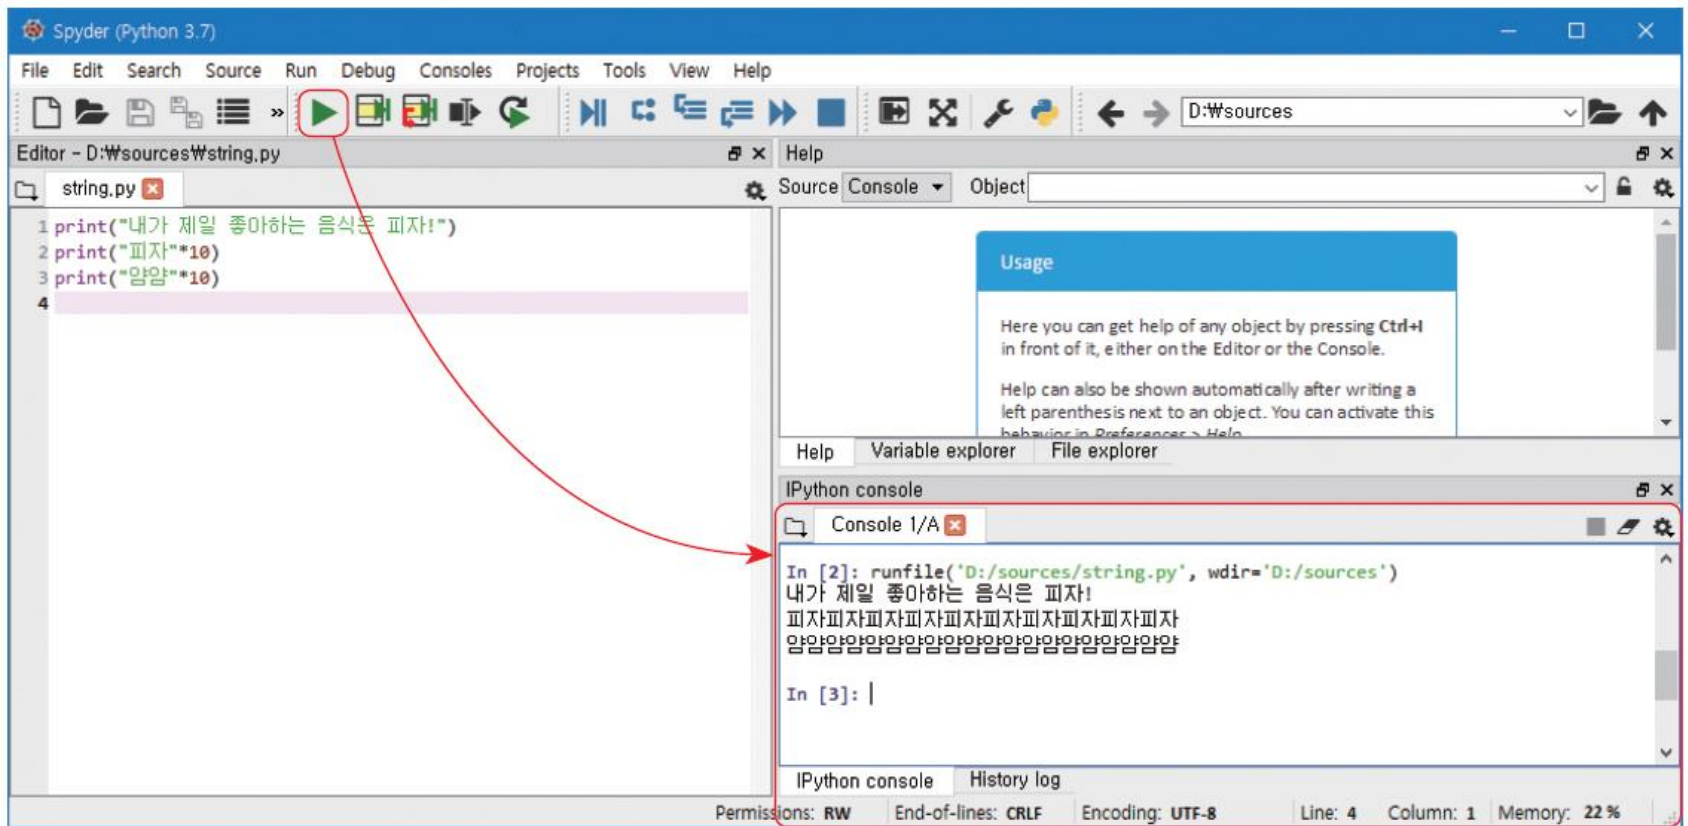 Spyder (Python 3.7)
File Edit Search Source Run Debug Consoles Projects Tools View Help
D:₩sources
Editor - D:₩sources₩string.py
string.py
1 print("내가 제일 좋아하는 음식은 피자!")
2 print("피자"*10)
3 print("얌얌"*10)
4
Help
Source Console Object
Usage
Here you can get help of any object by pressing Ctrl+I
in front of it, either on the Editor or the Console.
Help can also be shown automatically after writing a
left parenthesis next to an object. You can activate this
behavior in Preferences > Help.
Help Variable explorer File explorer
IPython console
Console 1/A
In [2]: runfile('D:/sources/string.py', wdir='D:/sources')
내가 제일 좋아하는 음식은 피자!
피자피자피자피자피자피자피자피자피자피자
얌얌얌얌얌얌얌얌얌얌얌얌얌얌얌얌얌얌얌얌
In [3]:
IPython console History log
Permissions: RW End-of-lines: CRLF Encoding: UTF-8 Line: 4 Column: 1 Memory: 22 %